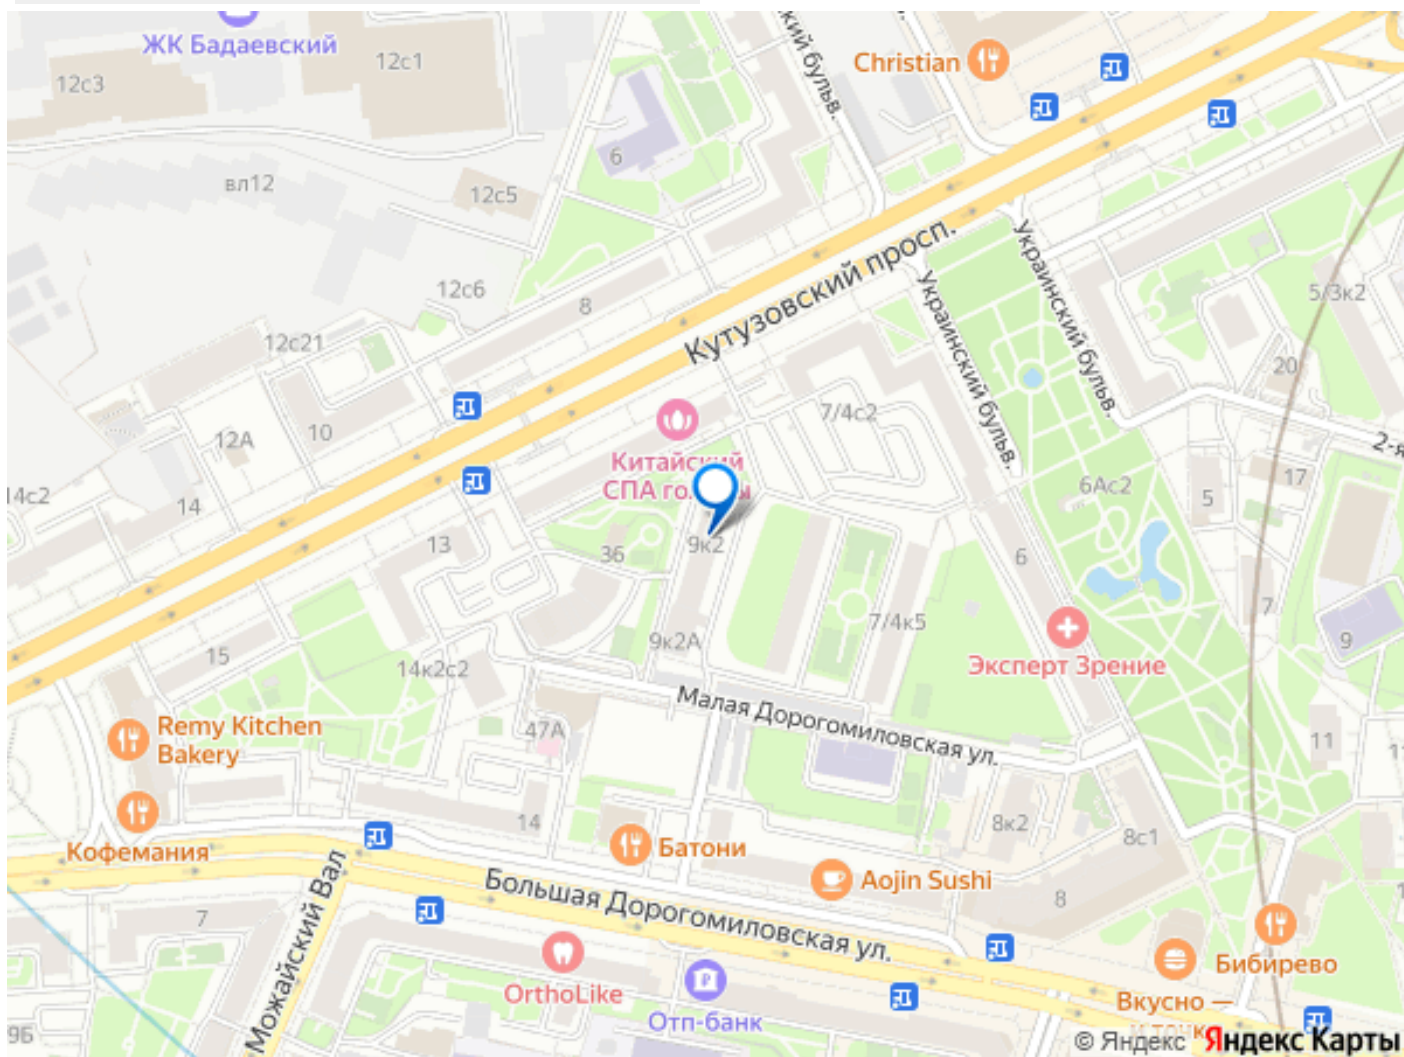 ЖК Бадаевский
12с3
12с1
Christian
6
вл12
12с5
Украинский бульв.
12с6
8
Кутузовский просп.
Украинский бульв.
5/3к2
12с21
20
10
12А
7/4с2
Китайский
СПА
14с2
14
17
6Ас2
5
2-я
13
36
9к2
6
7
9к2А
7/4к5
9
15
14к2с2
Эксперт Зрение
Малая Дорогомиловская ул.
Remy Kitchen
Bakery
47А
11
14
8к2
8с1
Кофемания
Батони
Aojin Sushi
Можайский Вал
Большая Дорогомиловская ул.
7
8
OrthoLike
Отп-банк
Бибирево
Вкусно —
9Б
© Яндекс Яндекс Карты